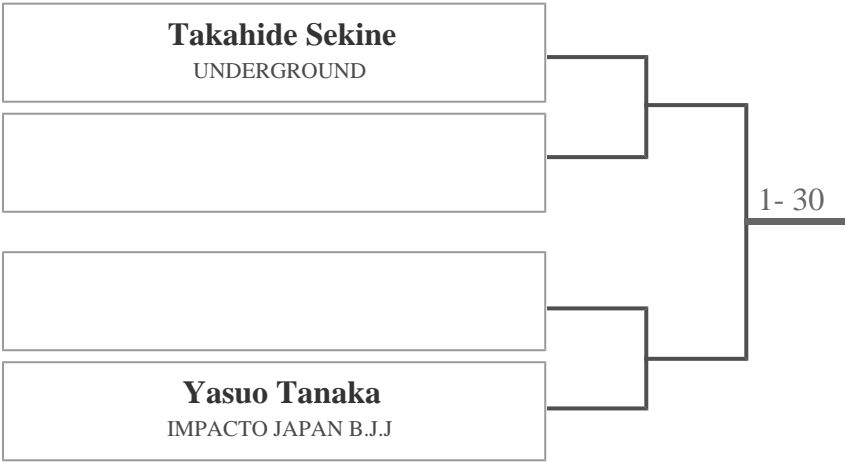 Takahide Sekine
UNDERGROUND
1- 30
Yasuo Tanaka
IMPACTO JAPAN B.J.J